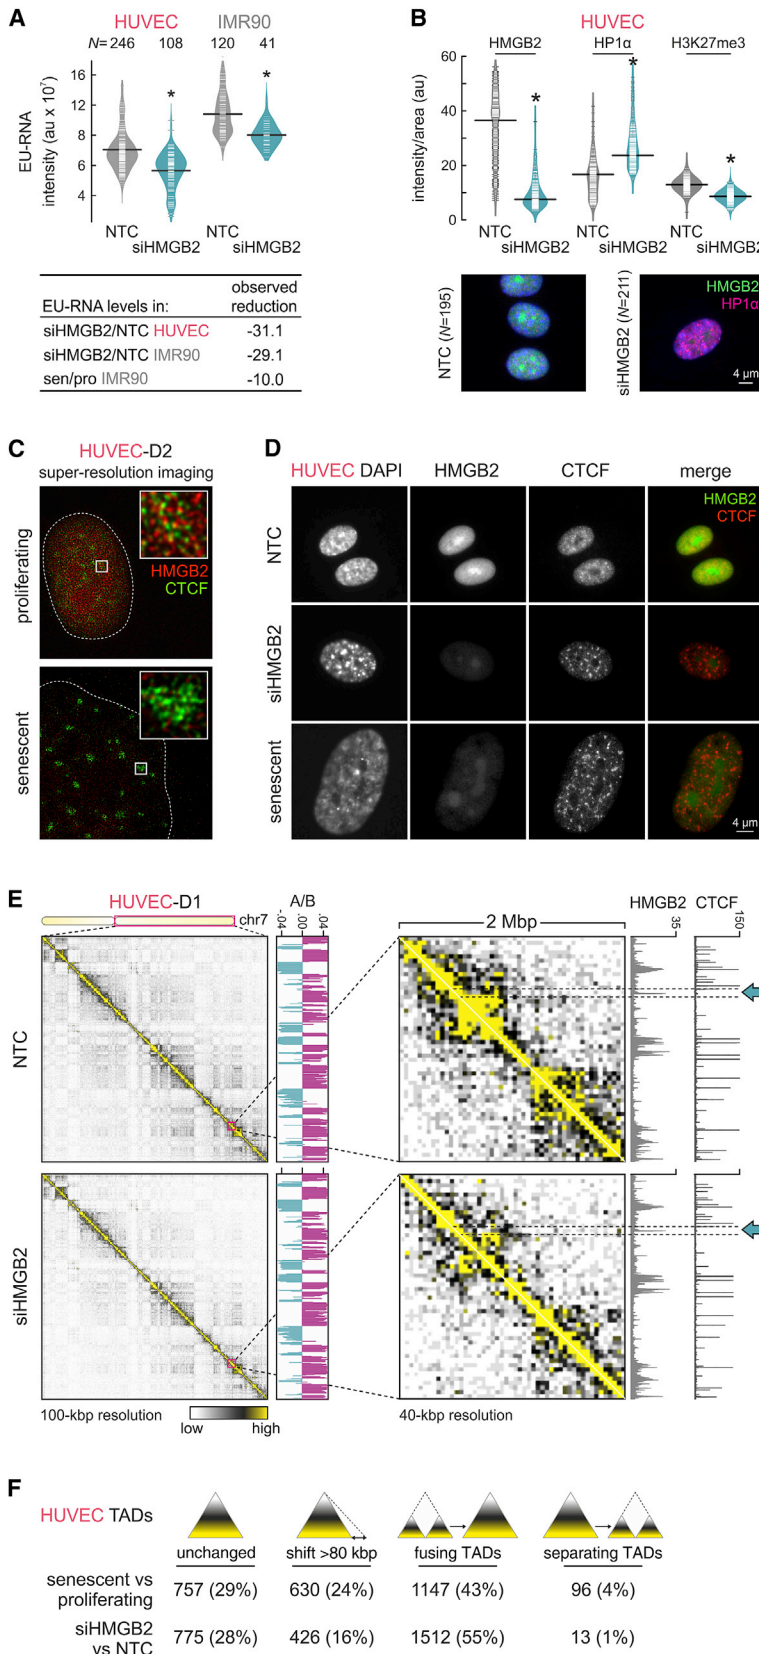 A
HUVEC IMR90
N= 246 108 120 41
EU-RNA
intensity (au x 10⁷)
16
12
8
6
4
* *
NTC NTC
siHMGB2 siHMGB2
EU-RNA levels in: observed
reduction
siHMGB2/NTC HUVEC -31.1
siHMGB2/NTC IMR90 -29.1
sen/pro IMR90 -10.0
B
HUVEC
HMGB2 HP1α H3K27me3
intensity/area (au)
60
40
20
0
* * *
NTC NTC NTC
siHMGB2 siHMGB2 siHMGB2
NTC (N=195)
siHMGB2 (N=211)
HMGB2
HP1α
4 µm
C
HUVEC-D2
super-resolution imaging
proliferating
HMGB2
CTCF
senescent
D
HUVEC DAPI HMGB2 CTCF merge
NTC
HMGB2
CTCF
siHMGB2
senescent
4 µm
E
HUVEC-D1
chr7
A/B
-.04 .00 .04
2 Mbp
HMGB2 CTCF
35 150
NTC
siHMGB2
100-kbp resolution
low high
40-kbp resolution
F
HUVEC TADs
unchanged shift >80 kbp fusing TADs separating TADs
senescent vs
proliferating 757 (29%) 630 (24%) 1147 (43%) 96 (4%)
siHMGB2
vs NTC 775 (28%) 426 (16%) 1512 (55%) 13 (1%)